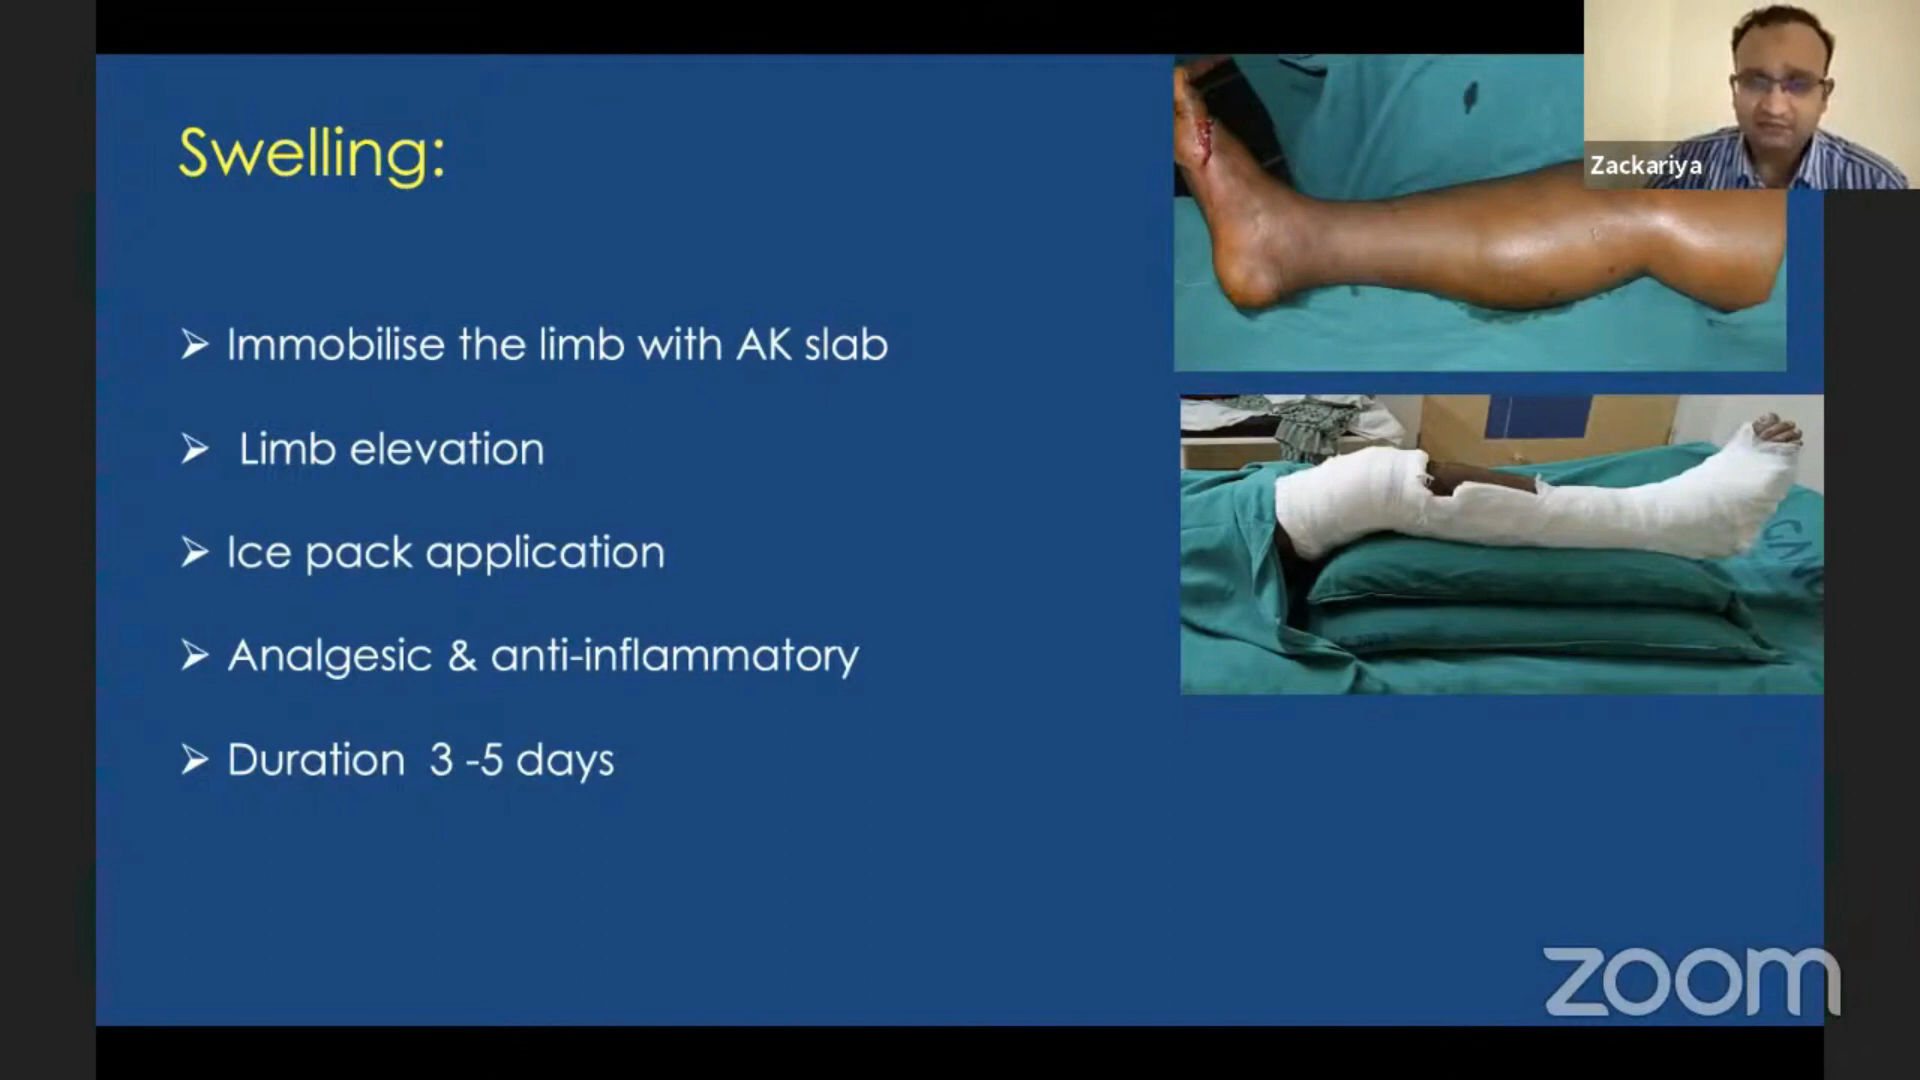 Swelling:
Zackariya
➢ Immobilise the limb with AK slab
➢ Limb elevation
➢ Ice pack application
➢ Analgesic & anti-inflammatory
➢ Duration 3 -5 days
zoom